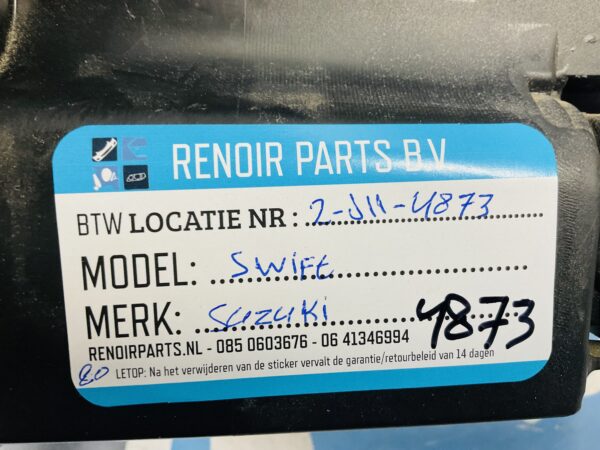 RENOIR PARTS B.V
BTW LOCATIE NR : 2-J11-4873
MODEL: SWift
MERK: Suzuki 4873
RENOIRPARTS.NL - 085 0603676 - 06 41346994
80 LETOP: Na het verwijderen van de sticker vervalt de garantie/retourbeleid van 14 dagen